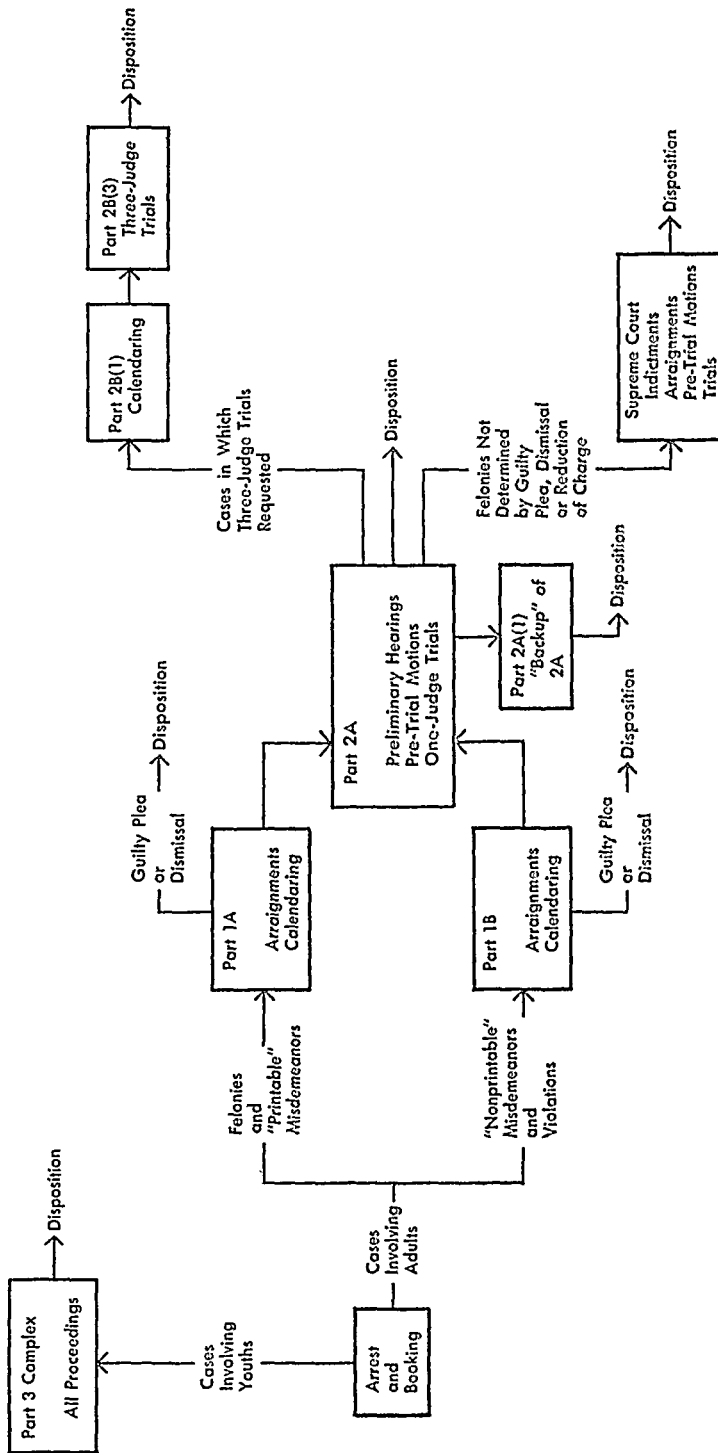 Part 3 Complex
All Proceedings
Disposition
Cases
Involving
Youths
Arrest
and
Booking
Cases
Involving
Adults
Felonies
and
"Printable"
Misdemeanors
"Nonprintable"
Misdemeanors
and
Violations
Part 1A
Arraignments
Calendaring
Guilty Plea
or
Dismissal
Disposition
Part 1B
Arraignments
Calendaring
Guilty Plea
or
Dismissal
Disposition
Part 2A
Preliminary Hearings
Pre-Trial Motions
One-Judge Trials
Part 2A(1)
"Backup" of
2A
Disposition
Disposition
Cases in Which
Three-Judge Trials
Requested
Part 2B(1)
Calendaring
Part 2B(3)
Three-Judge
Trials
Disposition
Felonies Not
Determined
by Guilty
Plea, Dismissal
or Reduction
of Charge
Supreme Court
Indictments
Arraignments
Pre-Trial Motions
Trials
Disposition